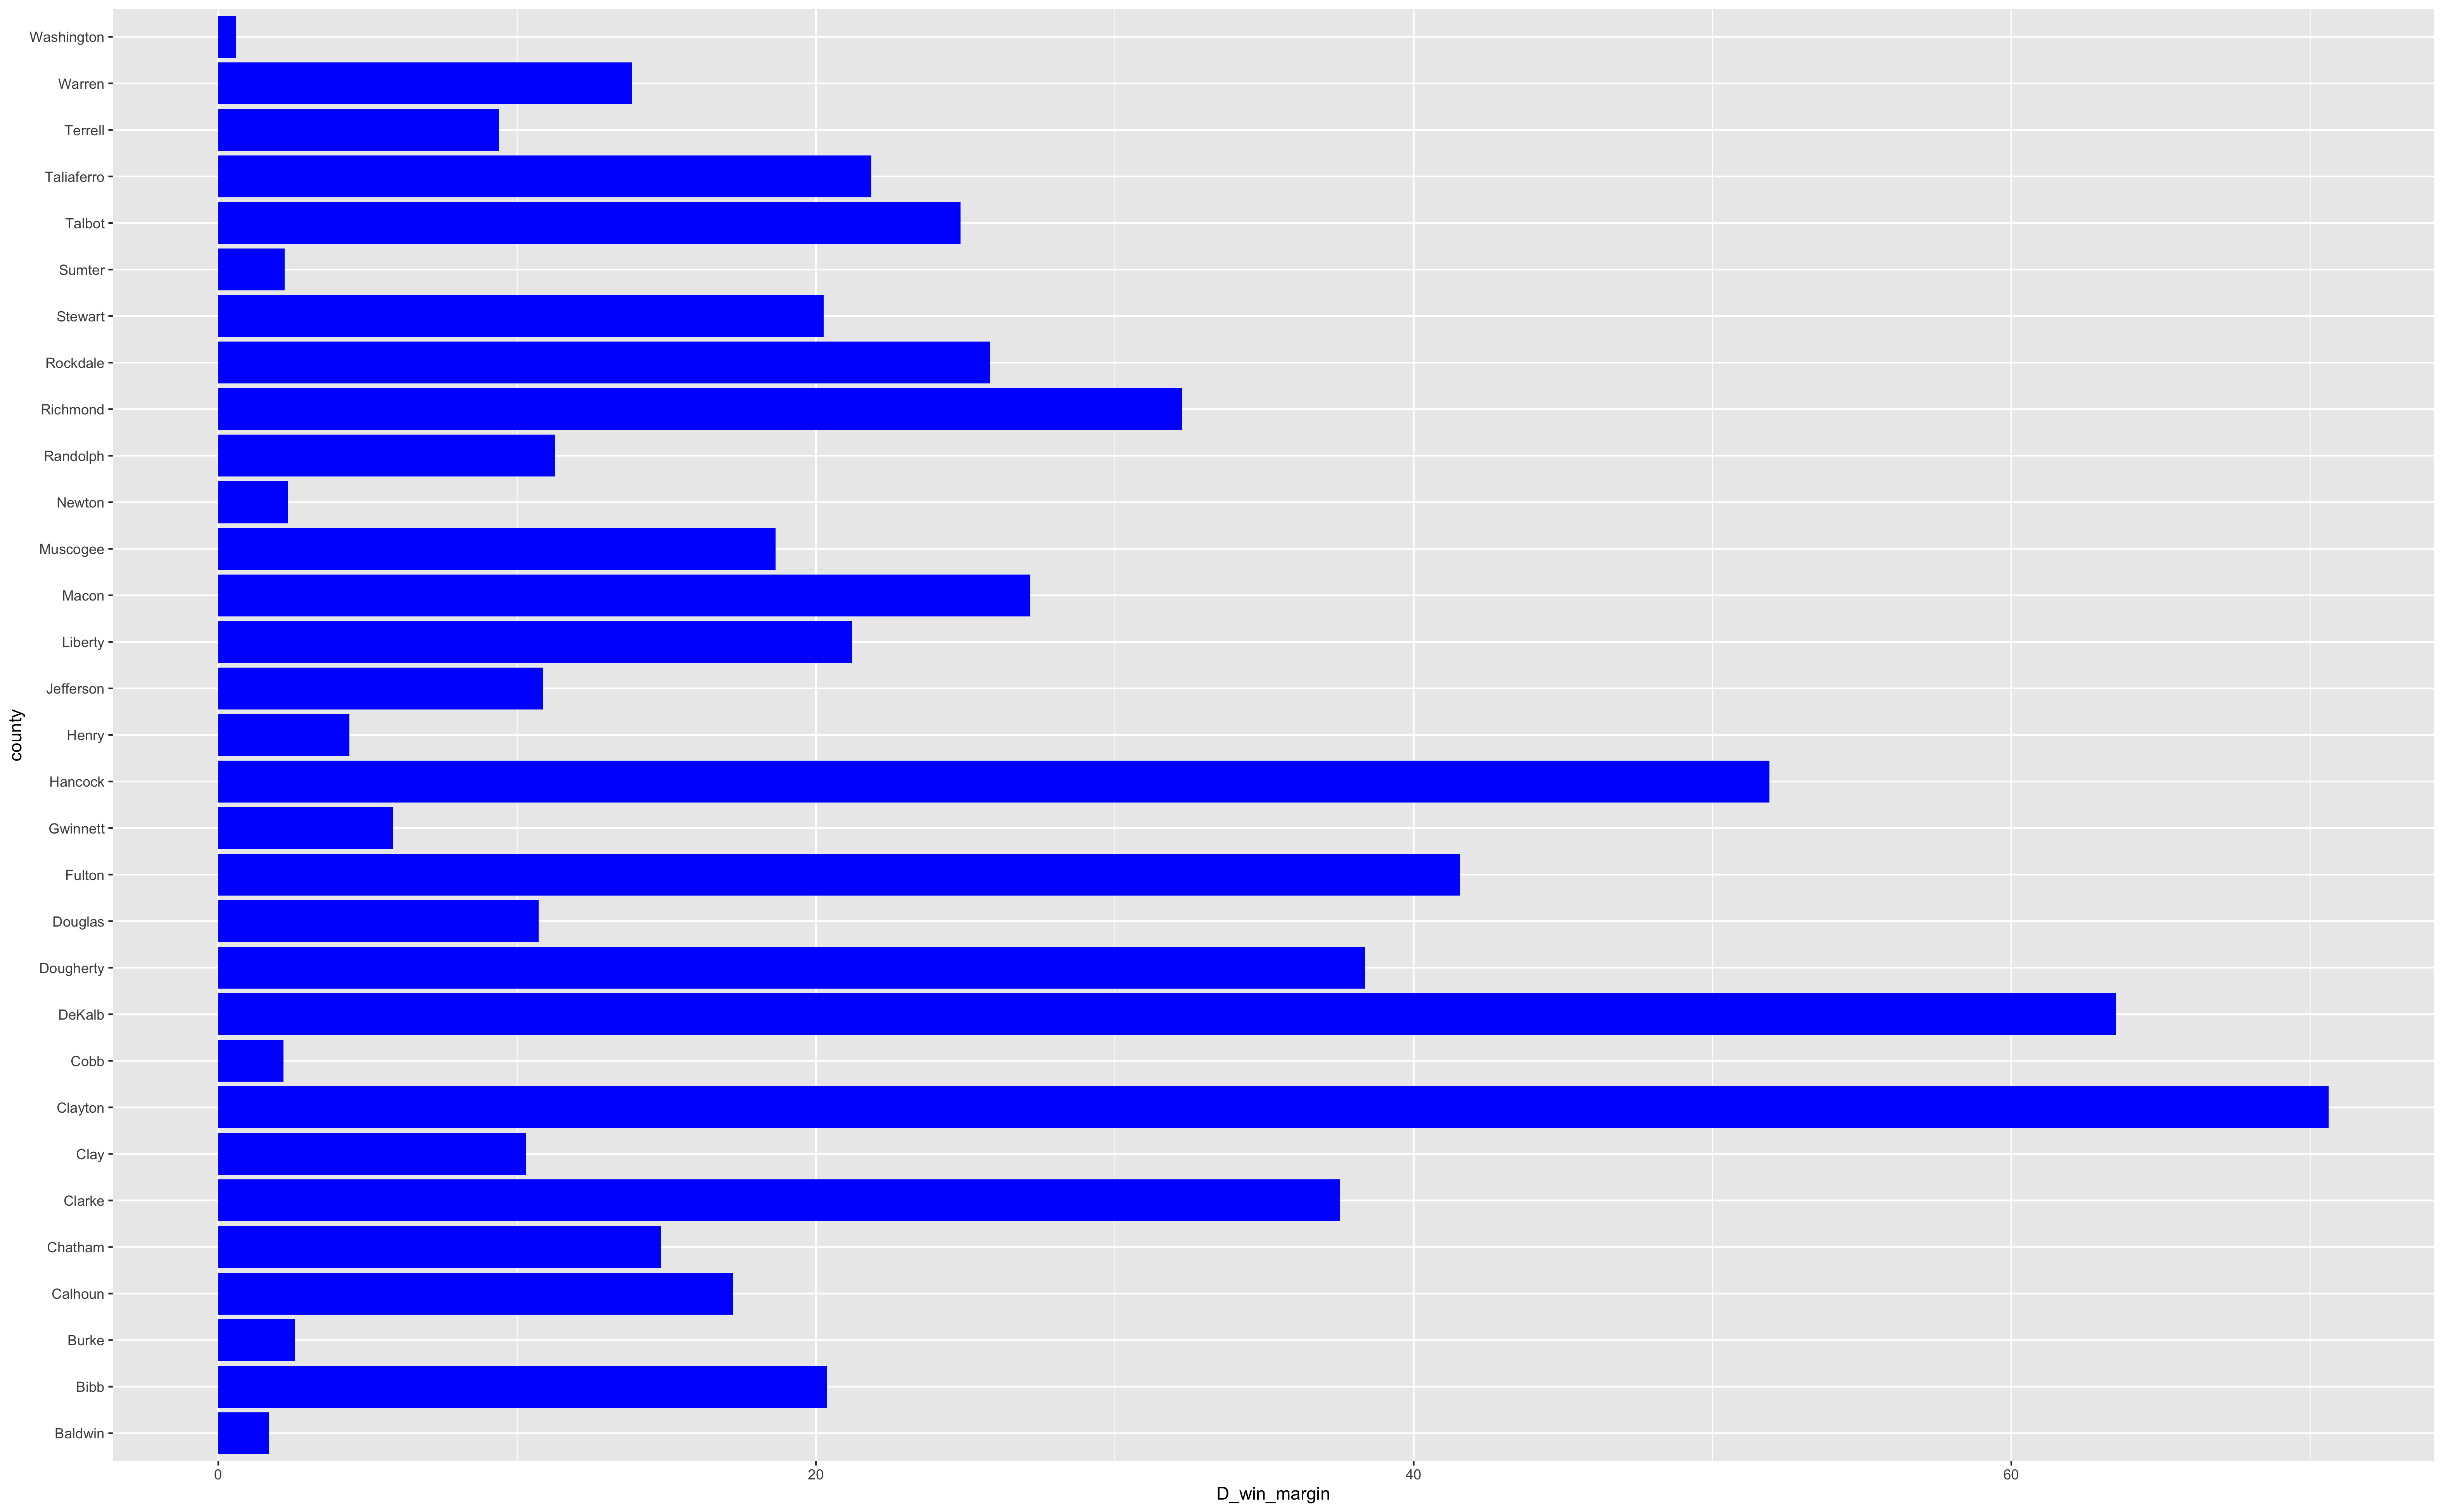 Washington
Warren
Terrell
Taliaferro
Talbot
Sumter
Stewart
Rockdale
Richmond
Randolph
Newton
Muscogee
Macon
Liberty
Jefferson
Henry
Hancock
Gwinnett
Fulton
Douglas
Dougherty
DeKalb
Cobb
Clayton
Clay
Clarke
Chatham
Calhoun
Burke
Bibb
Baldwin
county
0 20 40 60
D_win_margin